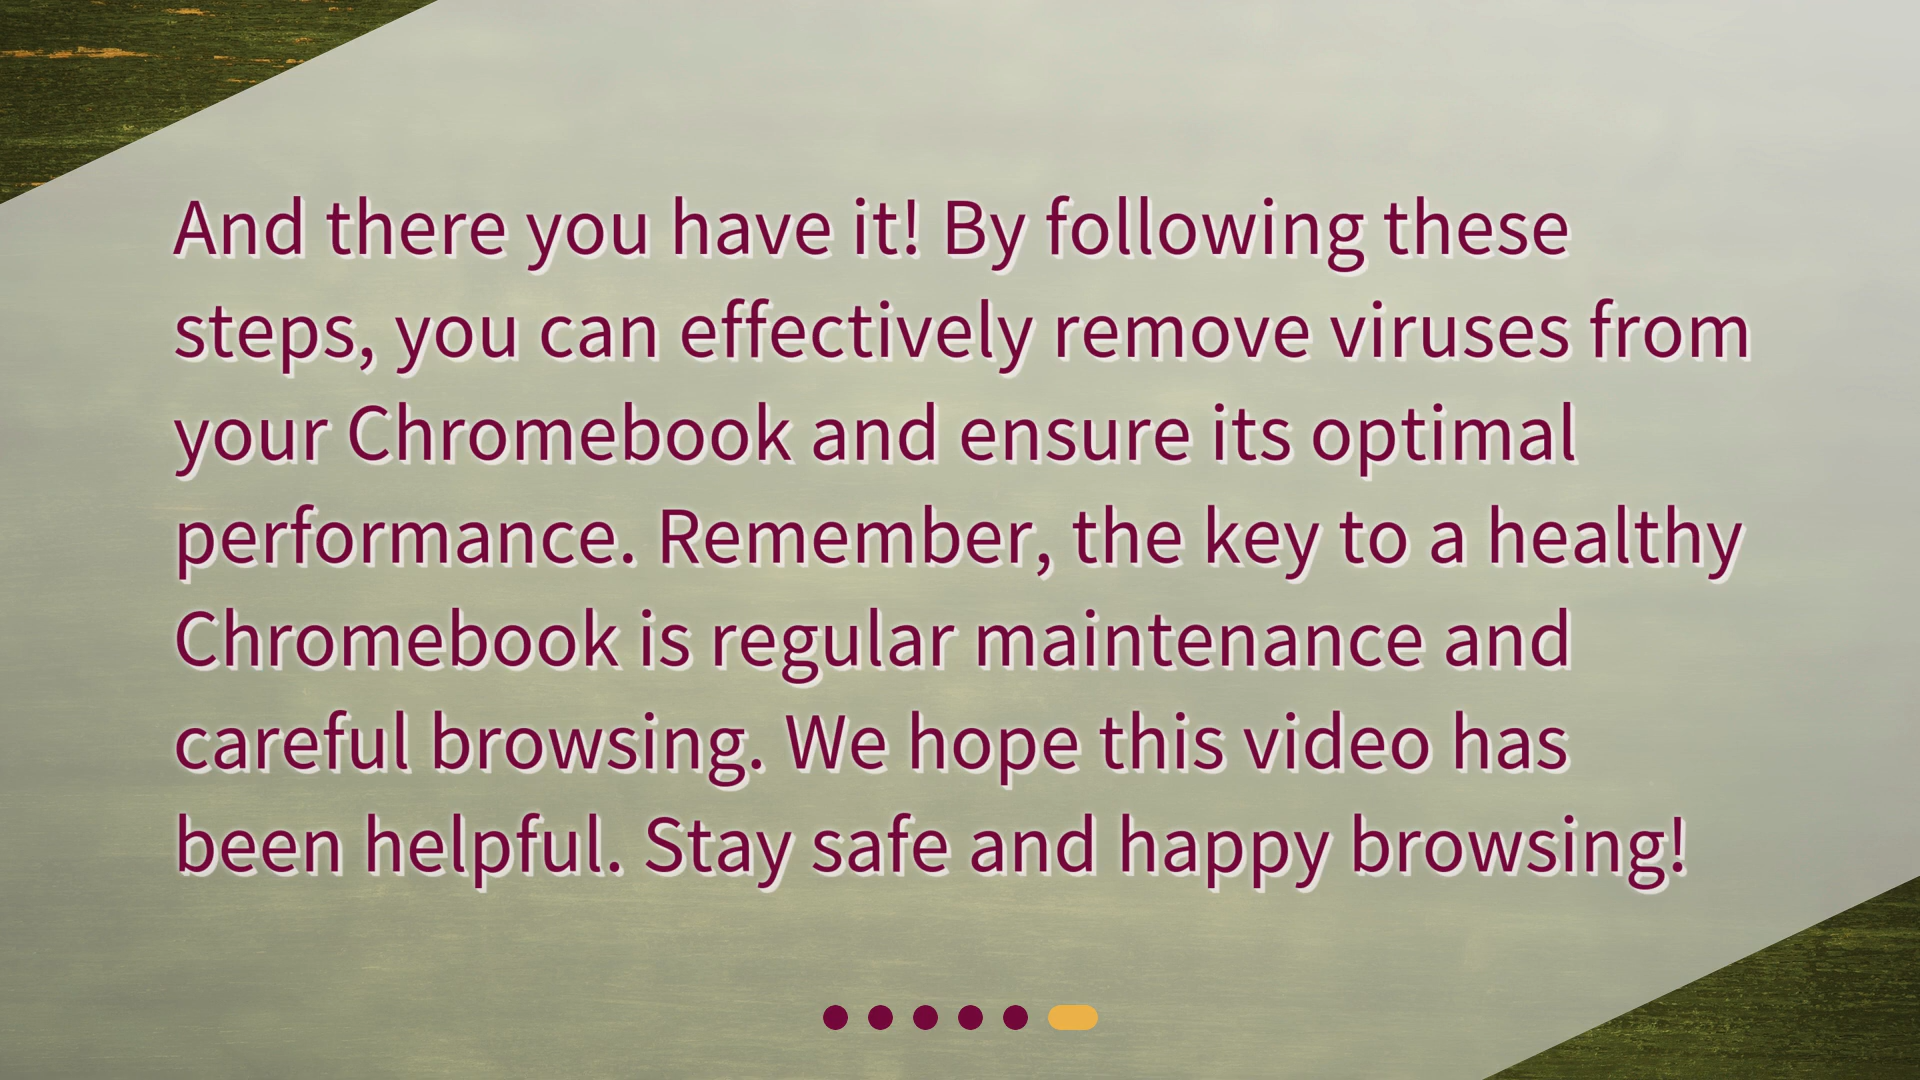 And there you have it! By following these
steps, you can effectively remove viruses from
your Chromebook and ensure its optimal
performance. Remember, the key to a healthy
Chromebook is regular maintenance and
careful browsing. We hope this video has
been helpful. Stay safe and happy browsing!